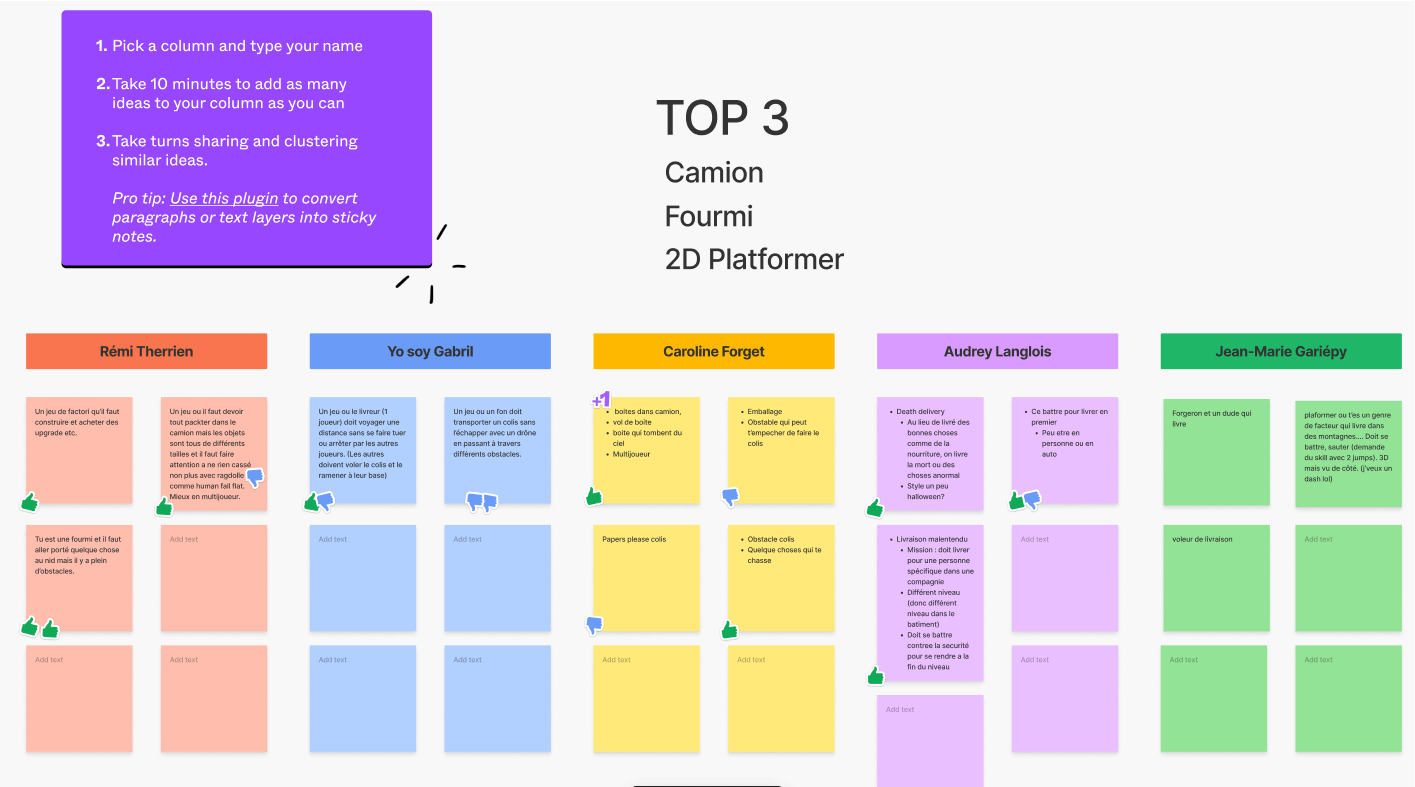 1. Pick a column and type your name
2. Take 10 minutes to add as many
ideas to your column as you can
3. Take turns sharing and clustering
similar ideas.
Pro tip: Use this plugin to convert
paragraphs or text layers into sticky
notes.
TOP 3
Camion
Fourmi
2D Platformer
Rémi Therrien
Un jeu de factori qu'il faut
construire et acheter des
upgrade etc.
Un jeu ou il faut devoir
tout packter dans le
camion mais les objets
sont tous de différents
tailles et il faut faire
attention a ne rien cassé
non plus avec ragdolle
comme human fall flat.
Mieux en multijoueur.
Tu est une fourmi et il faut
aller porté quelque chose
au nid mais il y a plein
d'obstacles.
Add text
Add text
Add text
Yo soy Gabril
Un jeu ou le livreur (1
joueur) doit voyager une
distance sans se faire tuer
ou arrêter par les autres
joueurs. (Les autres
doivent voler le colis et le
ramener à leur base)
Un jeu ou un l'on doit
transporter un colis sans
l'échapper avec un drône
en passant à travers
différents obstacles.
Add text
Add text
Add text
Add text
Caroline Forget
+1
• boites dans camion,
• vol de boite
• boite qui tombent du
ciel
• Multijoueur
• Emballage
• Obstable qui peut
t'empecher de faire le
colis
Papers please colis
• Obstacle colis
• Quelque choses qui te
chasse
Add text
Add text
Audrey Langlois
• Death delivery
• Au lieu de livré des
bonnes choses
comme de la
nourriture, on livre
la mort ou des
choses anormal
• Style un peu
halloween?
• Ce battre pour livrer en
premier
• Peu etre en
personne ou en
auto
• Livraison malentendu
• Mission : doit livrer
pour une personne
spécifique dans une
compagnie
• Différent niveau
(donc différent
niveau dans le
batiment)
• Doit se battre
contree la securité
pour se rendre a la
fin du niveau
Add text
Add text
Add text
Jean-Marie Gariépy
Forgeron et un dude qui
livre
plaformer ou t'es un genre
de facteur qui livre dans
des montagnes.... Doit se
battre, sauter (demande
du skill avec 2 jumps). 3D
mais vu de côté. (j'veux un
dash lol)
voleur de livraison
Add text
Add text
Add text